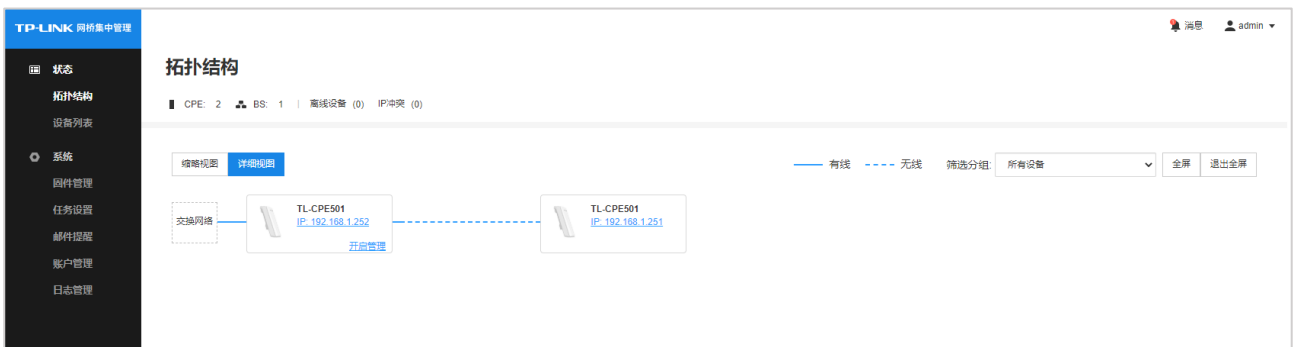 TP-LINK 网桥集中管理
消息 admin
状态
拓扑结构
设备列表
系统
固件管理
任务设置
邮件提醒
账户管理
日志管理
拓扑结构
CPE: 2 BS: 1 | 离线设备 (0) IP冲突 (0)
缩略视图 详细视图 有线 无线 筛选分组: 所有设备 全屏 退出全屏
交换网络
TL-CPE501
IP: 192.168.1.252
开启管理
TL-CPE501
IP: 192.168.1.251